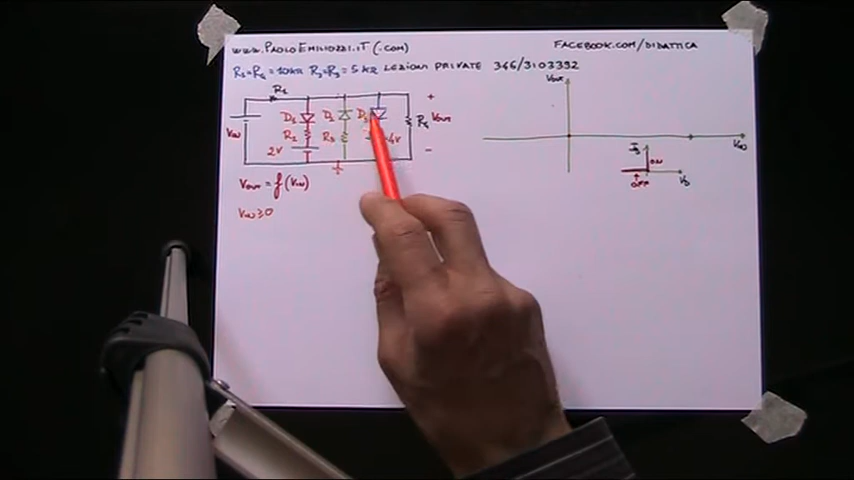 www.PaoloEmiliozzi.it (.com)
facebook.com/didattica
R1=R4=10kΩ R2=R3=5kΩ LEZIONI PRIVATE 346/3103392
R1
Vout
+
D1 D2 D3
Vin
R4 Vout
R2 R3 4V
2V
-
Vin
ID
ON
OFF
VD
Vout = f(Vin)
Vin≥0